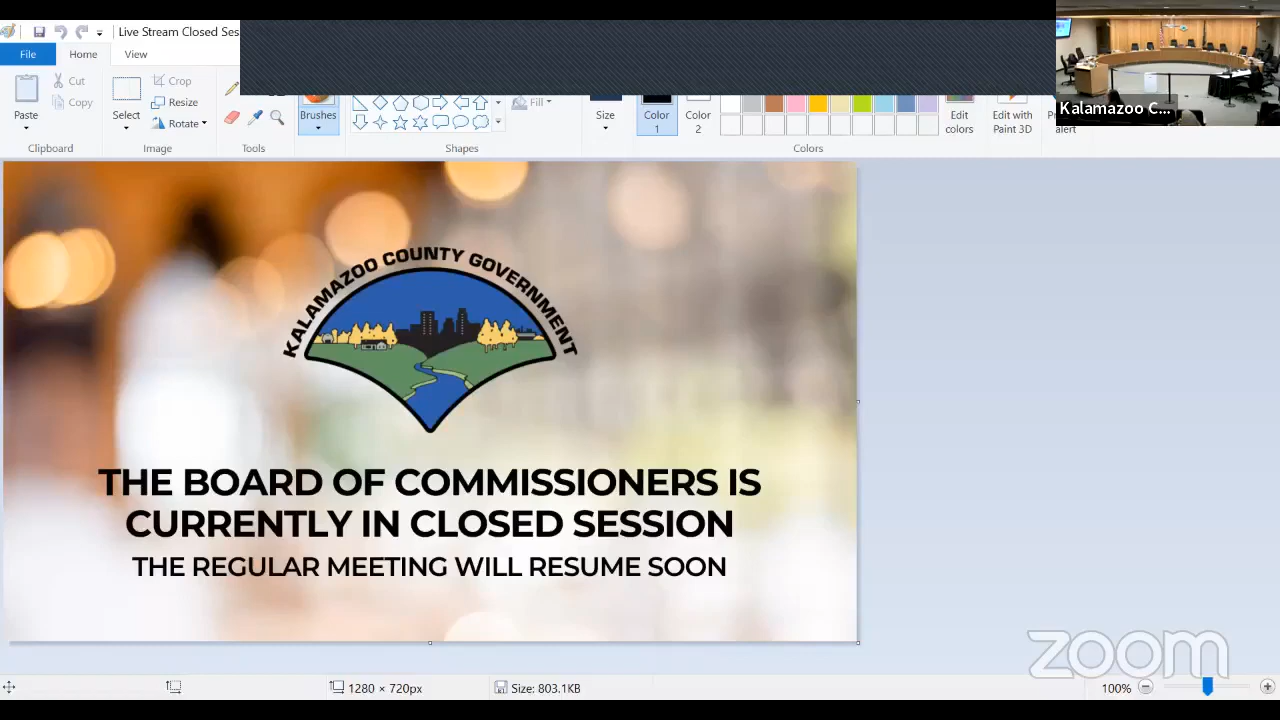 Live Stream Closed Ses
File
Home
View
Paste
Cut
Copy
Clipboard
Select
Crop
Resize
Rotate
Image
Tools
Brushes
Shapes
Fill
Size
Color
1
Color
2
Edit
colors
Edit with
Paint 3D
alert
Colors
Kalamazoo C...
KALAMAZOO COUNTY GOVERNMENT
THE BOARD OF COMMISSIONERS IS
CURRENTLY IN CLOSED SESSION
THE REGULAR MEETING WILL RESUME SOON
zoom
1280 × 720px
Size: 803.1KB
100%